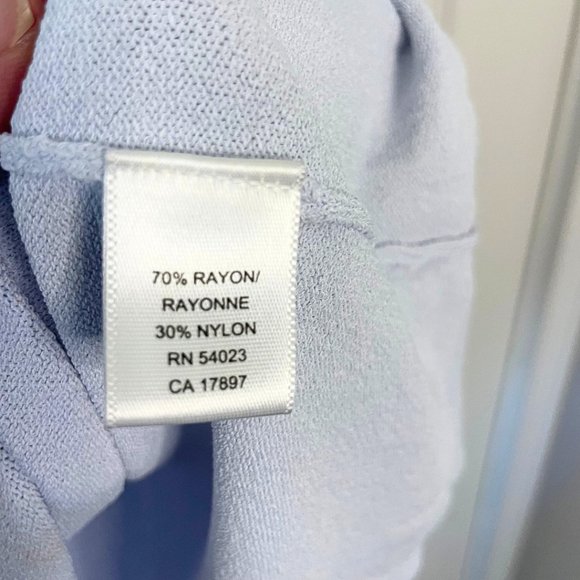 70% RAYON/
RAYONNE
30% NYLON
RN 54023
CA 17897